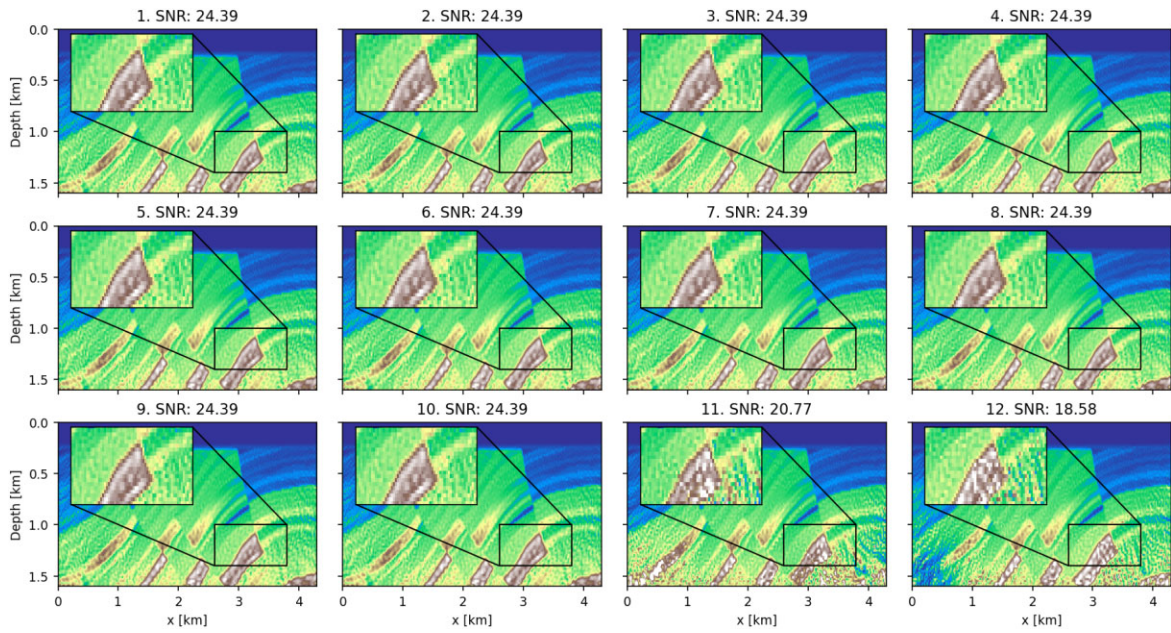 1. SNR: 24.39 2. SNR: 24.39 3. SNR: 24.39 4. SNR: 24.39
0.0
0.5
Depth [km]
1.0
1.5
5. SNR: 24.39 6. SNR: 24.39 7. SNR: 24.39 8. SNR: 24.39
0.0
0.5
Depth [km]
1.0
1.5
9. SNR: 24.39 10. SNR: 24.39 11. SNR: 20.77 12. SNR: 18.58
0.0
0.5
Depth [km]
1.0
1.5
0 1 2 3 4 0 1 2 3 4 0 1 2 3 4 0 1 2 3 4
x [km] x [km] x [km] x [km]